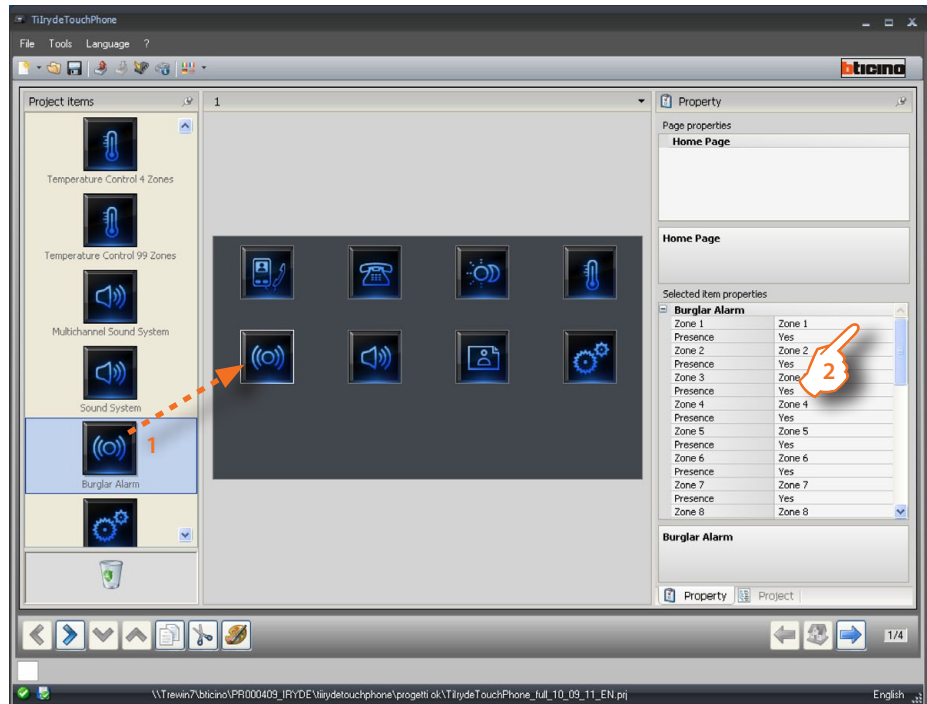 TiIrydeTouchPhone
File Tools Language ?
bticino
Project items
1
Property
Page properties
Home Page
Temperature Control 4 Zones
Temperature Control 99 Zones
Multichannel Sound System
Sound System
1
Burglar Alarm
Home Page
Selected item properties
Burglar Alarm
Zone 1 Zone 1
Presence Yes
Zone 2 Zone 2
Presence Yes
Zone 3 Zone
Presence Yes
Zone 4 Zone 4
Presence Yes
Zone 5 Zone 5
Presence Yes
Zone 6 Zone 6
Presence Yes
Zone 7 Zone 7
Presence Yes
Zone 8 Zone 8
2
Burglar Alarm
Property Project
1/4
\\Trewin7\bticino\PR000409_IRYDE\tiirydetouchphone\progetti ok\TiIrydeTouchPhone_full_10_09_11_EN.prj
English